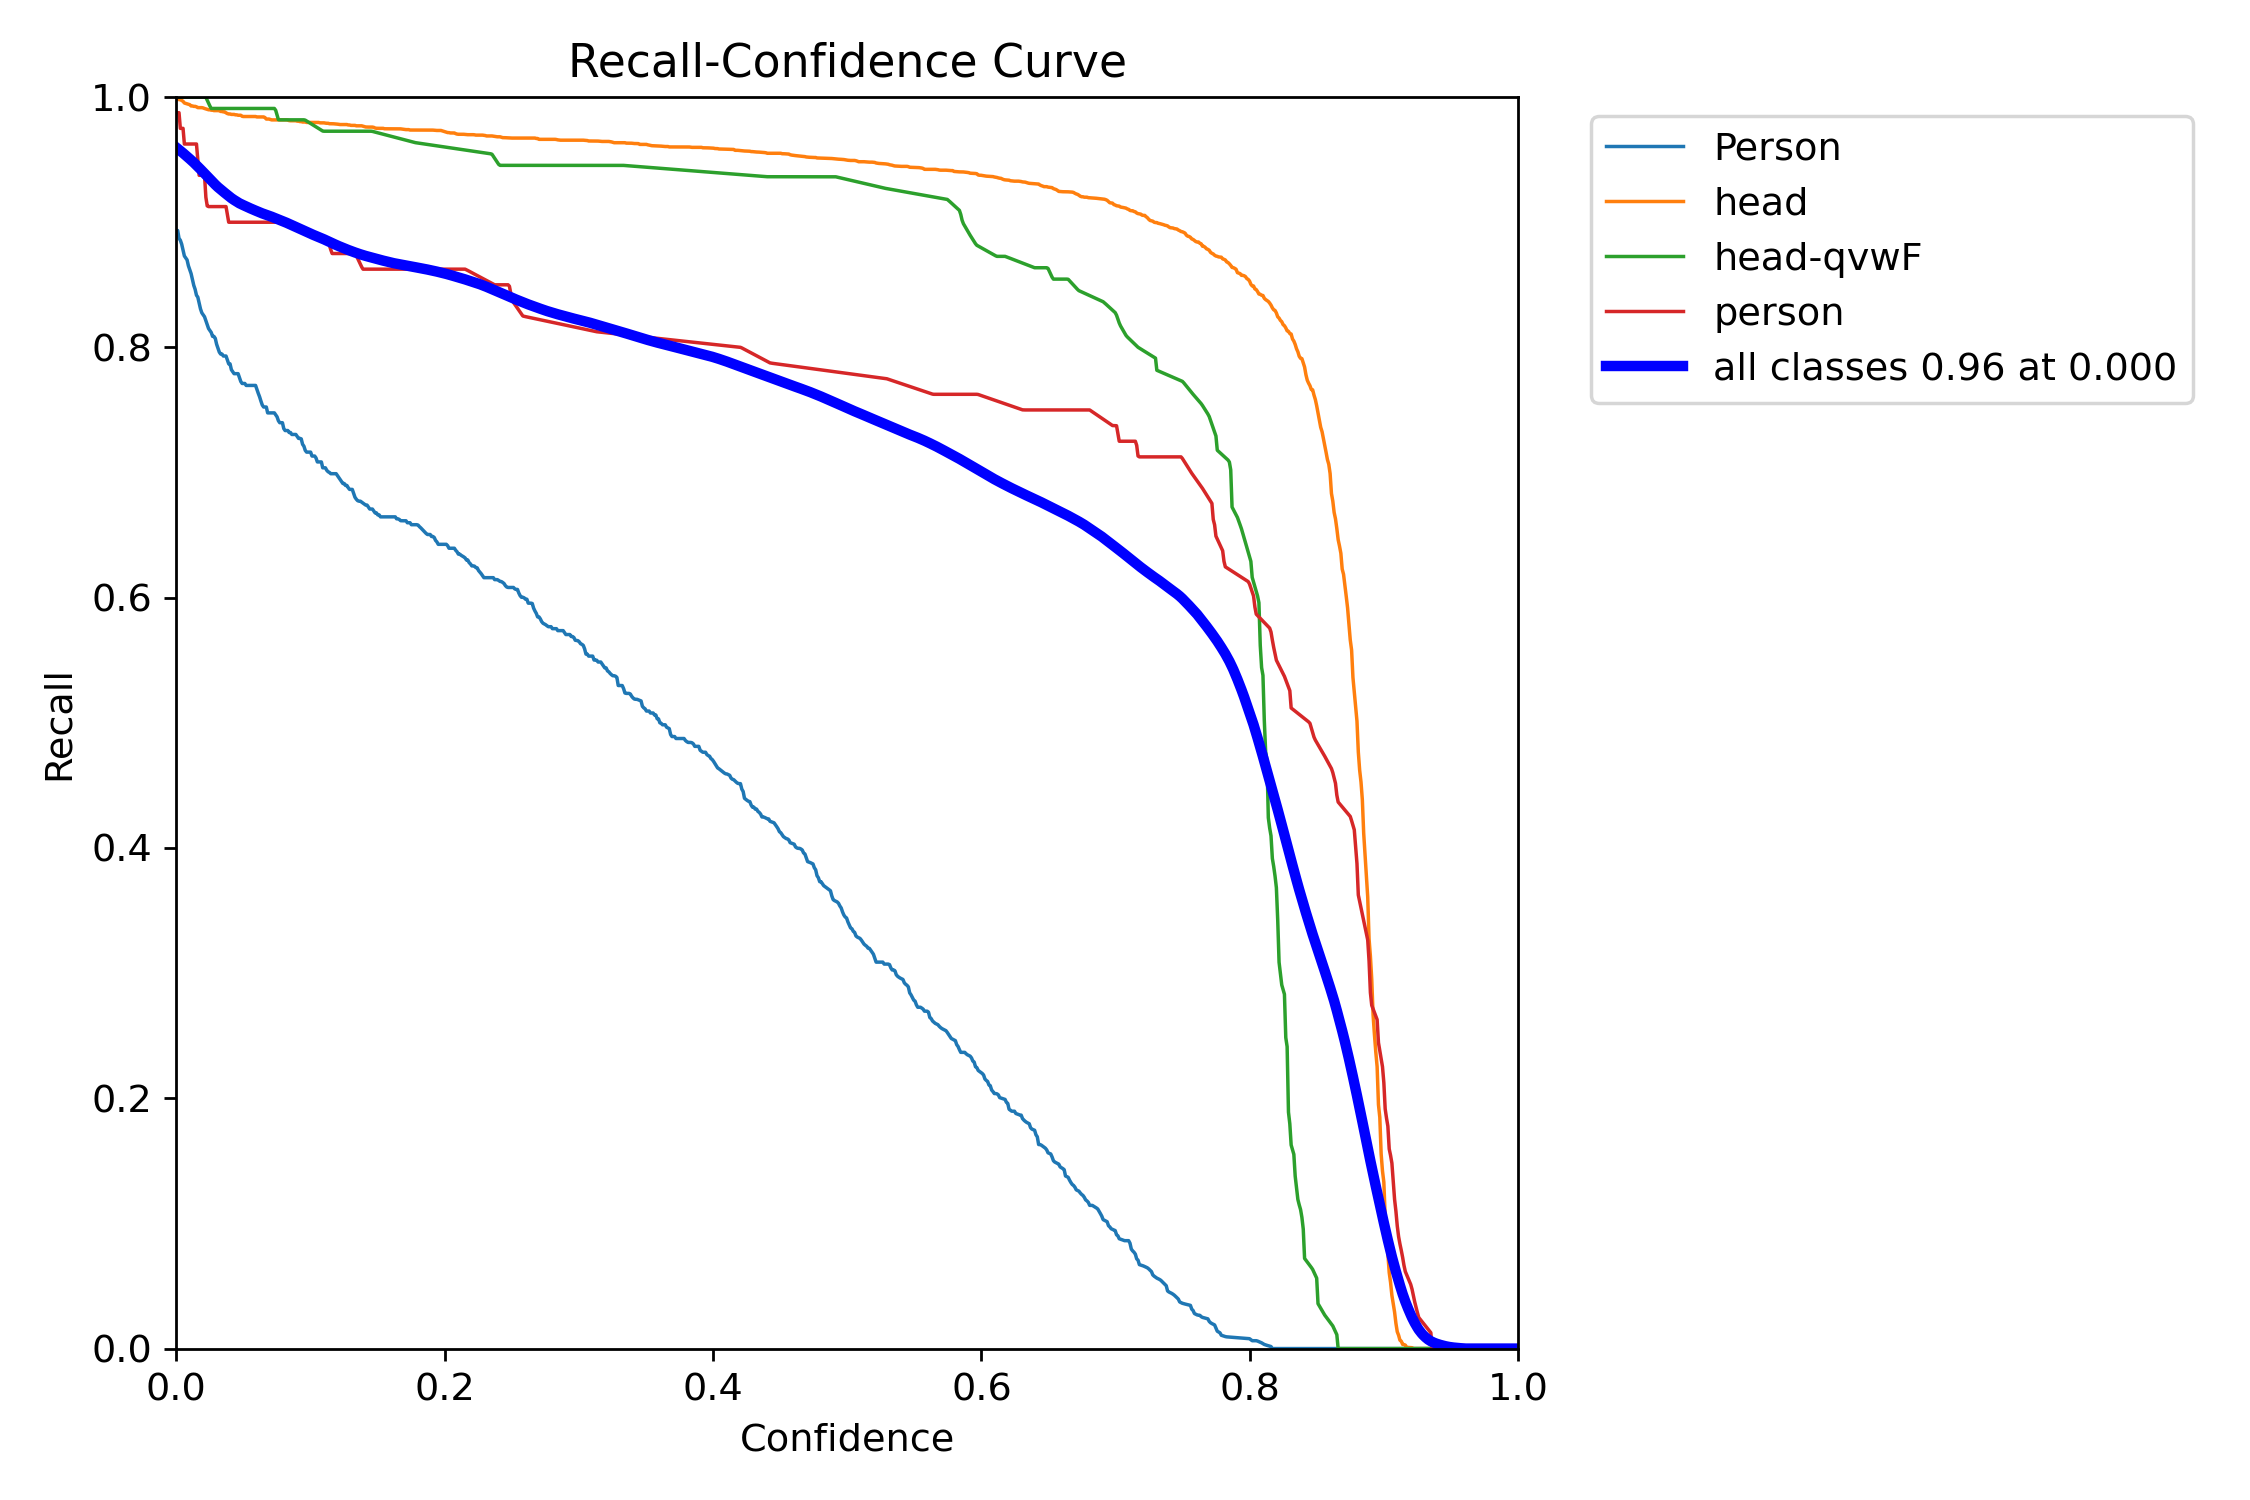 Recall-Confidence Curve
1.0
0.8
0.6
0.4
0.2
0.0
Recall
0.0 0.2 0.4 0.6 0.8 1.0
Confidence
Person
head
head-qvwF
person
all classes 0.96 at 0.000